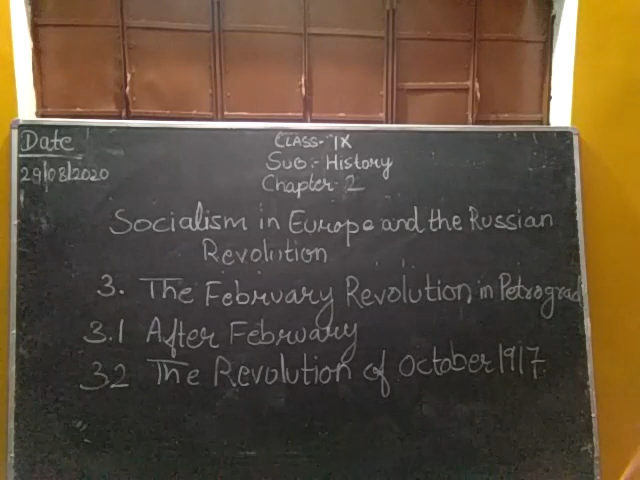 Date
29/08/2020
CLASS- IX
SUB:- History
Chapter- 2
Socialism in Europe and the Russian
Revolution
3. The February Revolution in Petrograd
3.1 After February
3.2 The Revolution of October 1917.